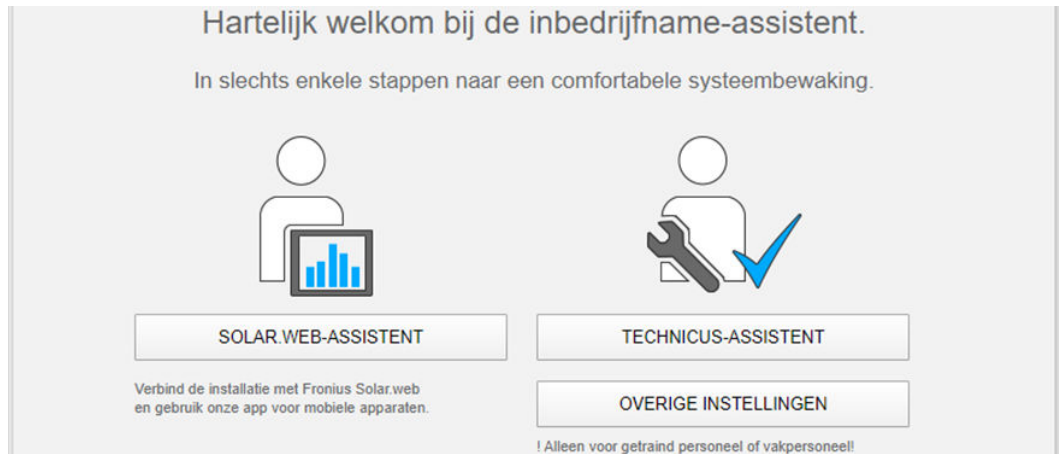 Hartelijk welkom bij de inbedrijfname-assistent.
In slechts enkele stappen naar een comfortabele systeembewaking.
SOLAR.WEB-ASSISTENT
Verbind de installatie met Fronius Solar.web
en gebruik onze app voor mobiele apparaten.
TECHNICUS-ASSISTENT
OVERIGE INSTELLINGEN
! Alleen voor getraind personeel of vakpersoneel!